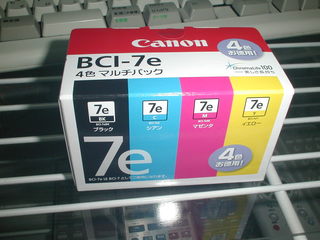 Canon
BCI-7e
4色 マルチパック
4色
お徳用!
ChromaLife100
7e
BK
ブラック
7e
C
シアン
7e
M
マゼンタ
7e
Y
イエロー
7e
4色
お徳用!